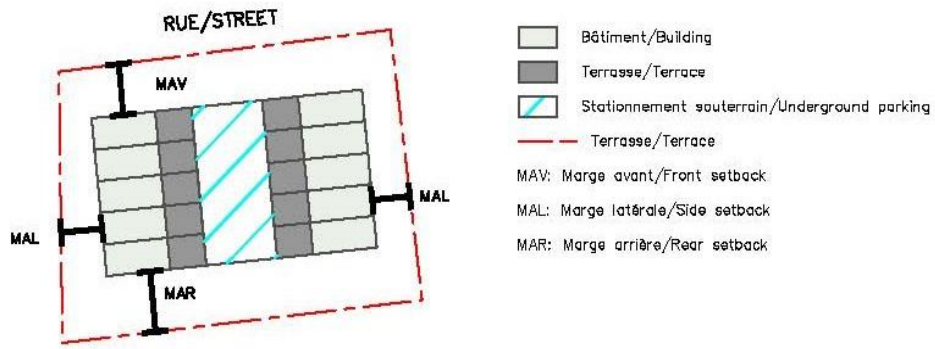 RUE/STREET
MAV
MAL
MAL
MAR
Bâtiment/Building
Terrasse/Terrace
Stationnement souterrain/Underground parking
Terrasse/Terrace
MAV: Marge avant/Front setback
MAL: Marge latérale/Side setback
MAR: Marge arrière/Rear setback